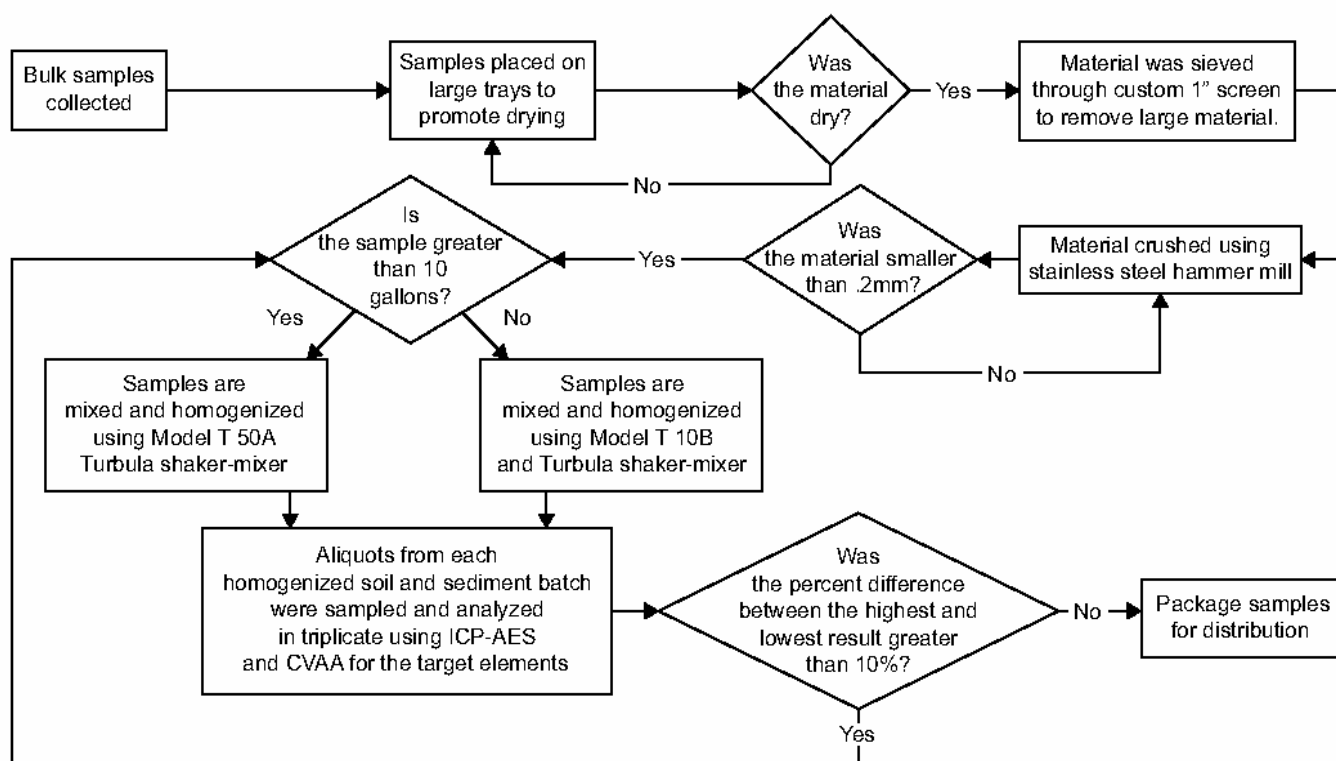 Bulk samples
collected
Samples placed on
large trays to
promote drying
Was
the material
dry?
Yes
No
Material was sieved
through custom 1” screen
to remove large material.
Material crushed using
stainless steel hammer mill
Was
the material smaller
than .2mm?
No
Yes
Is
the sample greater
than 10
gallons?
Yes
No
Samples are
mixed and homogenized
using Model T 50A
Turbula shaker-mixer
Samples are
mixed and homogenized
using Model T 10B
and Turbula shaker-mixer
Aliquots from each
homogenized soil and sediment batch
were sampled and analyzed
in triplicate using ICP-AES
and CVAA for the target elements
Was
the percent difference
between the highest and
lowest result greater
than 10%?
No
Yes
Package samples
for distribution